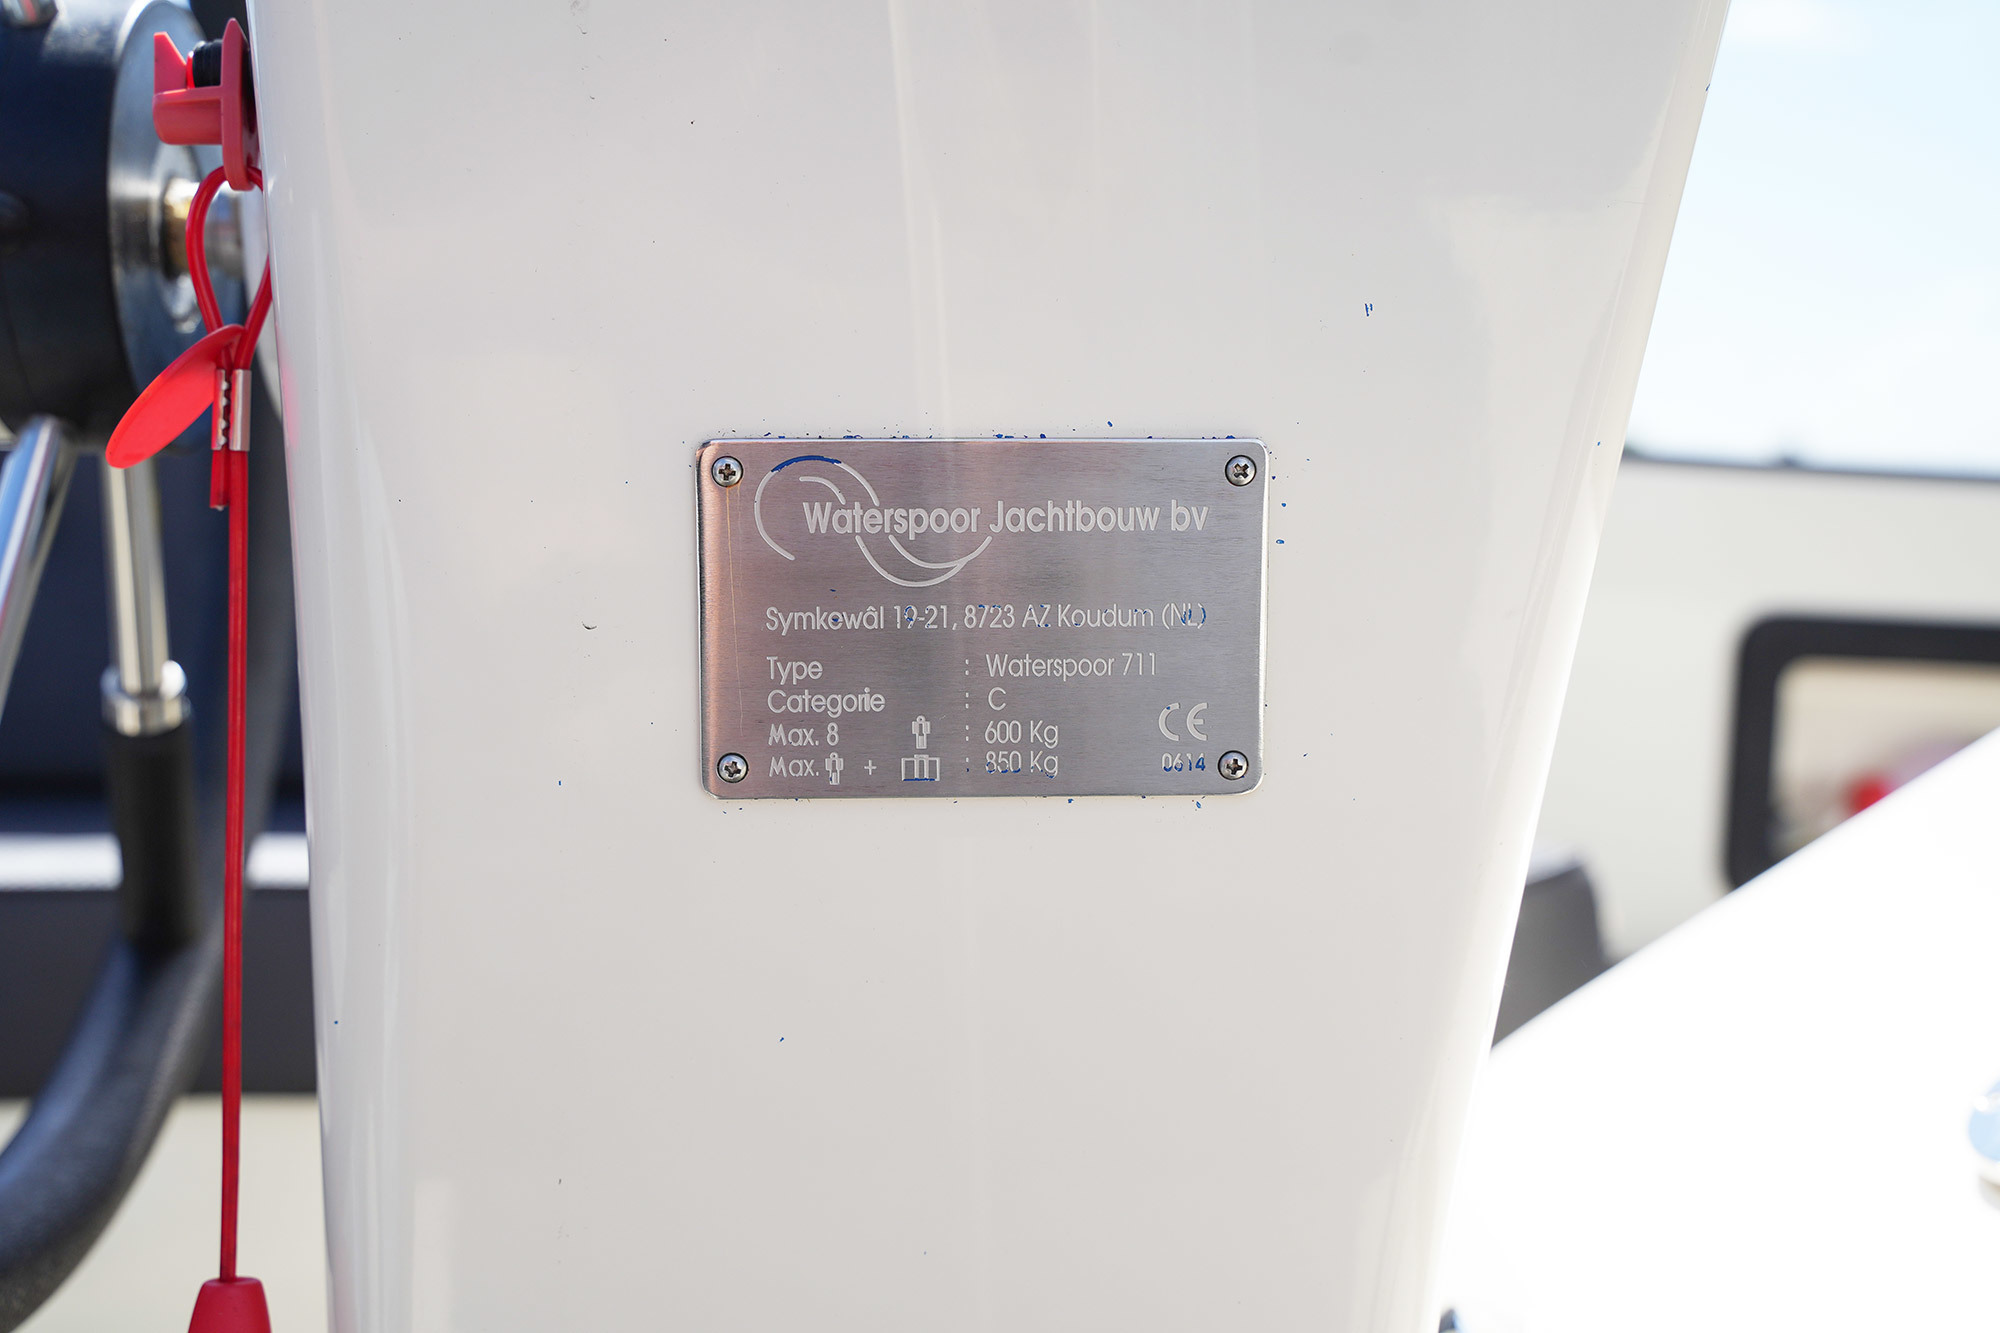 Waterspoor Jachtbouw bv
Symkewâl 19-21, 8723 AZ Koudum (NL)
Type : Waterspoor 711
Categorie : C
Max. 8 : 600 Kg
Max. + : 850 Kg
CE
0614